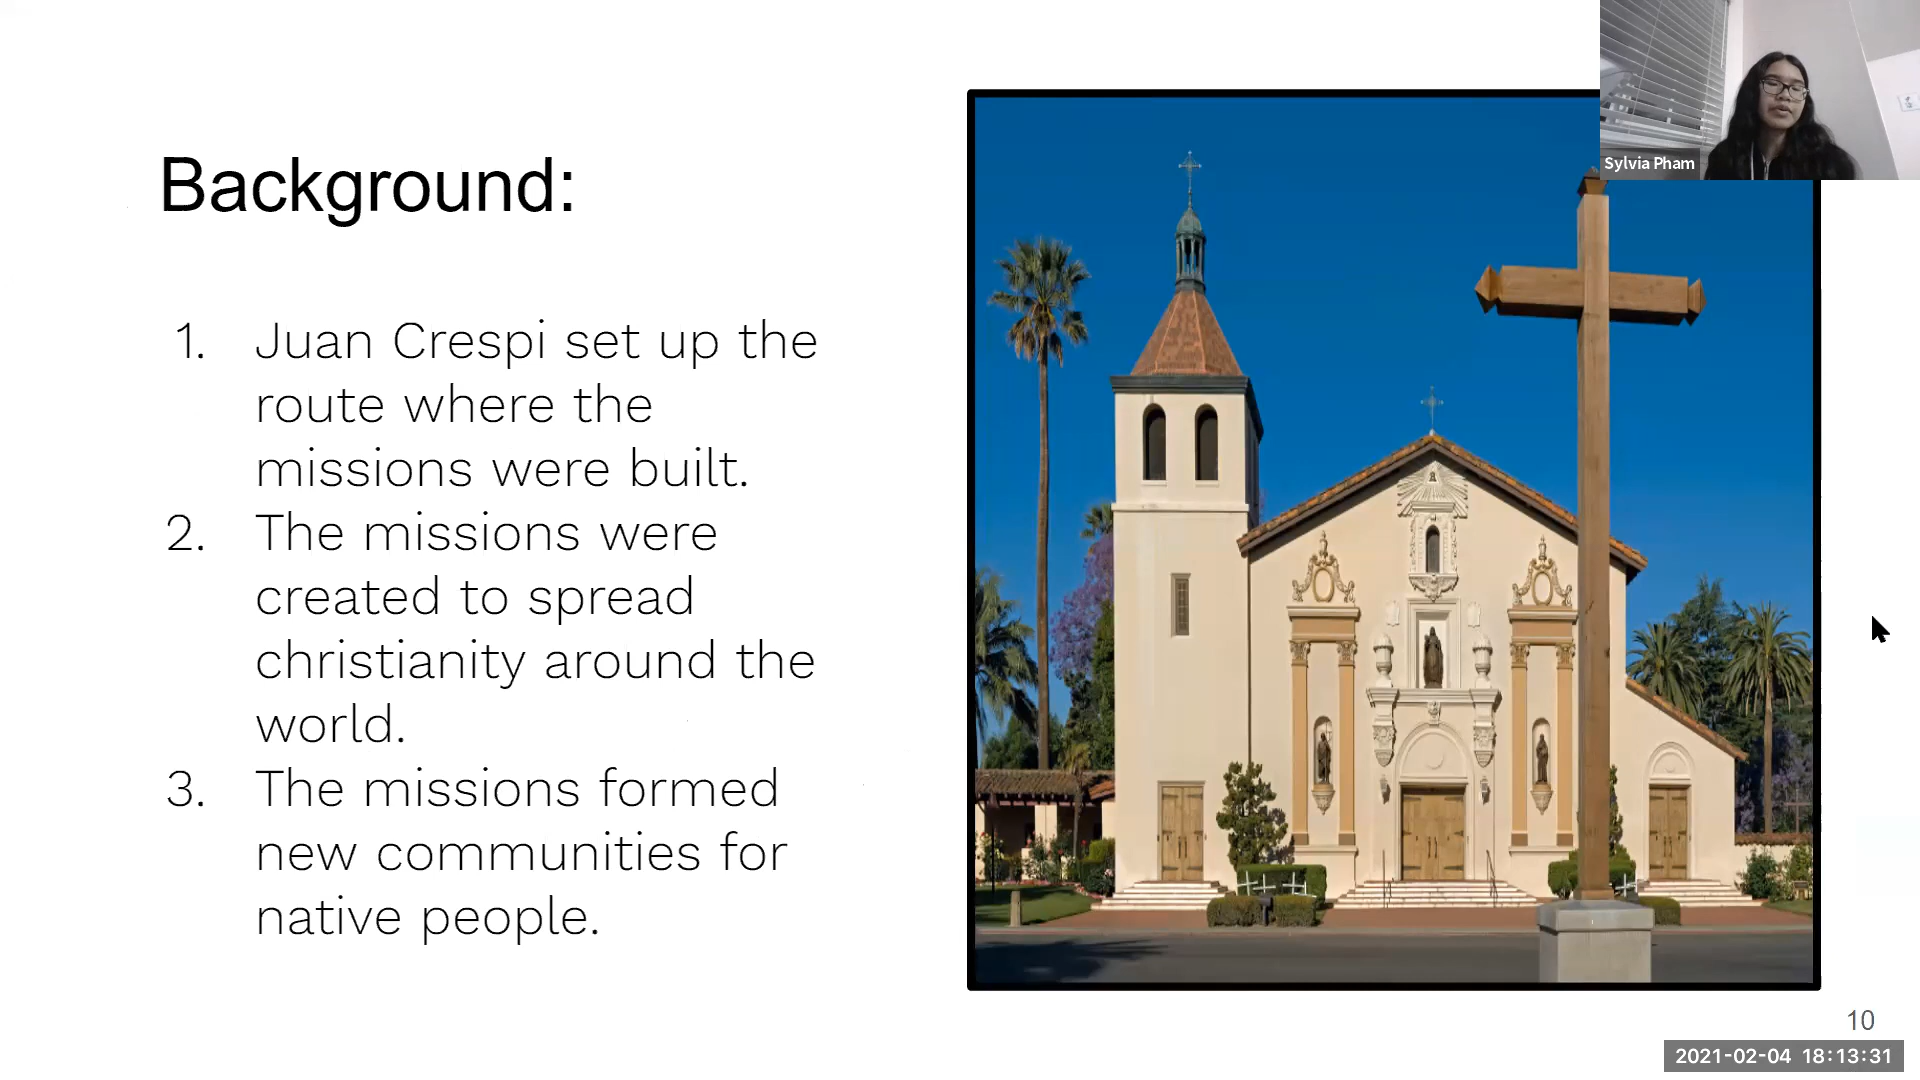 Sylvia Pham
Background:
1. Juan Crespi set up the
route where the
missions were built.
2. The missions were
created to spread
christianity around the
world.
3. The missions formed
new communities for
native people.
10
2021-02-04 18:13:31